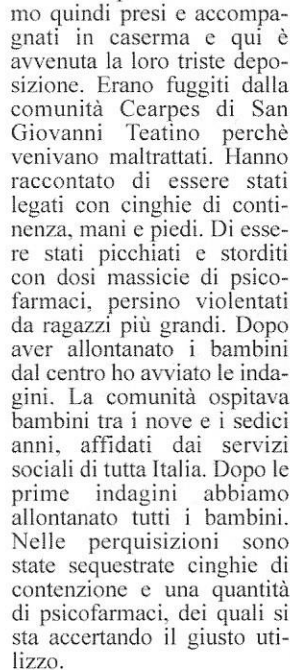 mo quindi presi e accompa-
gnati in caserma e qui è
avvenuta la loro triste depo-
sizione. Erano fuggiti dalla
comunità Cearpes di San
Giovanni Teatino perchè
venivano maltrattati. Hanno
raccontato di essere stati
legati con cinghie di conti-
nenza, mani e piedi. Di esse-
re stati picchiati e storditi
con dosi massicie di psico-
farmaci, persino violentati
da ragazzi più grandi. Dopo
aver allontanato i bambini
dal centro ho avviato le inda-
gini. La comunità ospitava
bambini tra i nove e i sedici
anni, affidati dai servizi
sociali di tutta Italia. Dopo le
prime indagini abbiamo
allontanato tutti i bambini.
Nelle perquisizioni sono
state sequestrate cinghie di
contenzione e una quantità
di psicofarmaci, dei quali si
sta accertando il giusto uti-
lizzo.